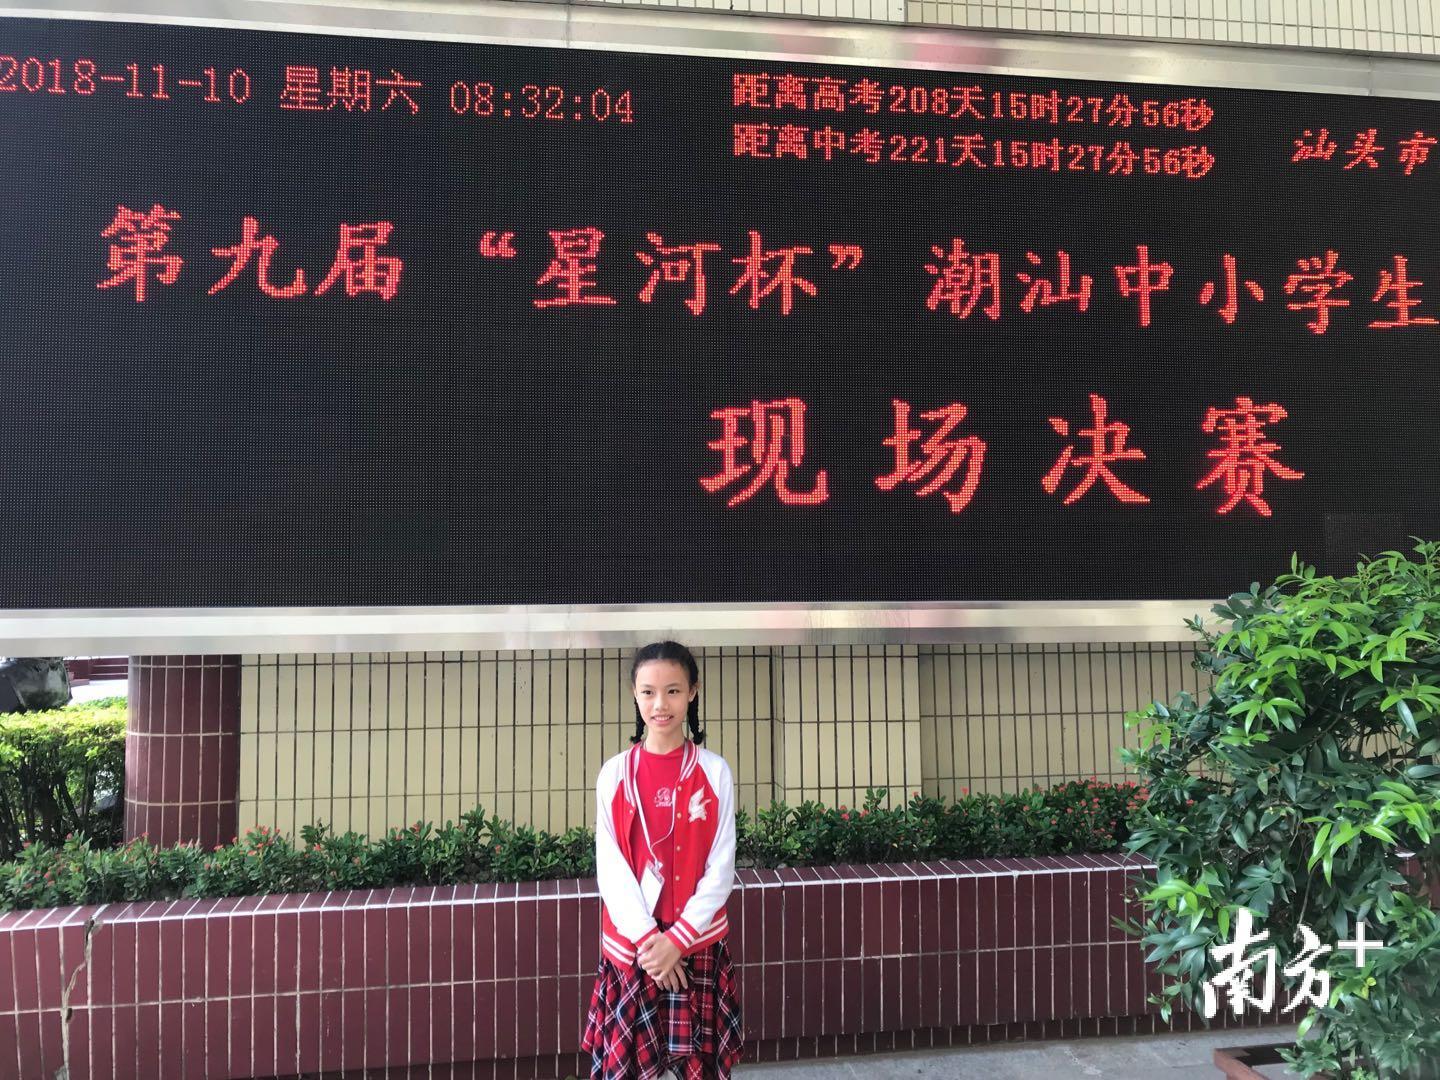 2018-11-10 星期六 08:32:04
距离高考208天15时27分56秒
距离中考221天15时27分56秒
汕头市
第九届“星河杯”潮汕中小学生
现场决赛
南方+